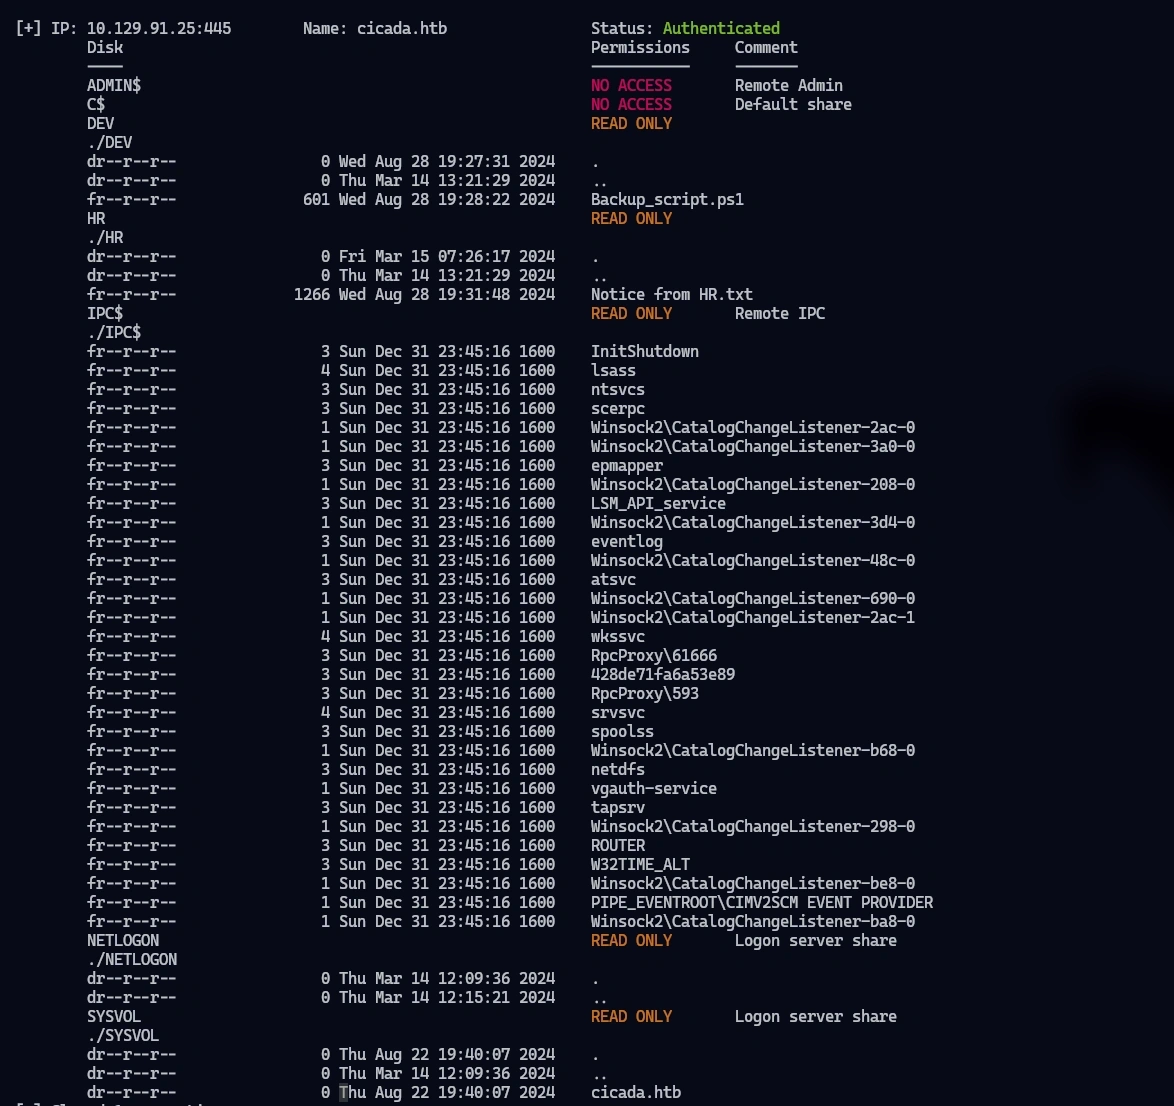 [+] IP: 10.129.91.25:445 Name: cicada.htb Status: Authenticated
Disk Permissions Comment
---- ----------- -------
ADMIN$ NO ACCESS Remote Admin
C$ NO ACCESS Default share
DEV READ ONLY
./DEV
dr--r--r-- 0 Wed Aug 28 19:27:31 2024 .
dr--r--r-- 0 Thu Mar 14 13:21:29 2024 ..
fr--r--r-- 601 Wed Aug 28 19:28:22 2024 Backup_script.ps1
HR READ ONLY
./HR
dr--r--r-- 0 Fri Mar 15 07:26:17 2024 .
dr--r--r-- 0 Thu Mar 14 13:21:29 2024 ..
fr--r--r-- 1266 Wed Aug 28 19:31:48 2024 Notice from HR.txt
IPC$ READ ONLY Remote IPC
./IPC$
fr--r--r-- 3 Sun Dec 31 23:45:16 1600 InitShutdown
fr--r--r-- 4 Sun Dec 31 23:45:16 1600 lsass
fr--r--r-- 3 Sun Dec 31 23:45:16 1600 ntsvcs
fr--r--r-- 3 Sun Dec 31 23:45:16 1600 scerpc
fr--r--r-- 1 Sun Dec 31 23:45:16 1600 Winsock2\CatalogChangeListener-2ac-0
fr--r--r-- 1 Sun Dec 31 23:45:16 1600 Winsock2\CatalogChangeListener-3a0-0
fr--r--r-- 3 Sun Dec 31 23:45:16 1600 epmapper
fr--r--r-- 1 Sun Dec 31 23:45:16 1600 Winsock2\CatalogChangeListener-208-0
fr--r--r-- 3 Sun Dec 31 23:45:16 1600 LSM_API_service
fr--r--r-- 1 Sun Dec 31 23:45:16 1600 Winsock2\CatalogChangeListener-3d4-0
fr--r--r-- 3 Sun Dec 31 23:45:16 1600 eventlog
fr--r--r-- 1 Sun Dec 31 23:45:16 1600 Winsock2\CatalogChangeListener-48c-0
fr--r--r-- 3 Sun Dec 31 23:45:16 1600 atsvc
fr--r--r-- 1 Sun Dec 31 23:45:16 1600 Winsock2\CatalogChangeListener-690-0
fr--r--r-- 1 Sun Dec 31 23:45:16 1600 Winsock2\CatalogChangeListener-2ac-1
fr--r--r-- 4 Sun Dec 31 23:45:16 1600 wkssvc
fr--r--r-- 3 Sun Dec 31 23:45:16 1600 RpcProxy\61666
fr--r--r-- 3 Sun Dec 31 23:45:16 1600 428de71fa6a53e89
fr--r--r-- 3 Sun Dec 31 23:45:16 1600 RpcProxy\593
fr--r--r-- 4 Sun Dec 31 23:45:16 1600 srvsvc
fr--r--r-- 3 Sun Dec 31 23:45:16 1600 spoolss
fr--r--r-- 1 Sun Dec 31 23:45:16 1600 Winsock2\CatalogChangeListener-b68-0
fr--r--r-- 3 Sun Dec 31 23:45:16 1600 netdfs
fr--r--r-- 1 Sun Dec 31 23:45:16 1600 vgauth-service
fr--r--r-- 3 Sun Dec 31 23:45:16 1600 tapsrv
fr--r--r-- 1 Sun Dec 31 23:45:16 1600 Winsock2\CatalogChangeListener-298-0
fr--r--r-- 3 Sun Dec 31 23:45:16 1600 ROUTER
fr--r--r-- 3 Sun Dec 31 23:45:16 1600 W32TIME_ALT
fr--r--r-- 1 Sun Dec 31 23:45:16 1600 Winsock2\CatalogChangeListener-be8-0
fr--r--r-- 1 Sun Dec 31 23:45:16 1600 PIPE_EVENTROOT\CIMV2SCM EVENT PROVIDER
fr--r--r-- 1 Sun Dec 31 23:45:16 1600 Winsock2\CatalogChangeListener-ba8-0
NETLOGON READ ONLY Logon server share
./NETLOGON
dr--r--r-- 0 Thu Mar 14 12:09:36 2024 .
dr--r--r-- 0 Thu Mar 14 12:15:21 2024 ..
SYSVOL READ ONLY Logon server share
./SYSVOL
dr--r--r-- 0 Thu Aug 22 19:40:07 2024 .
dr--r--r-- 0 Thu Mar 14 12:09:36 2024 ..
dr--r--r-- 0 Thu Aug 22 19:40:07 2024 cicada.htb